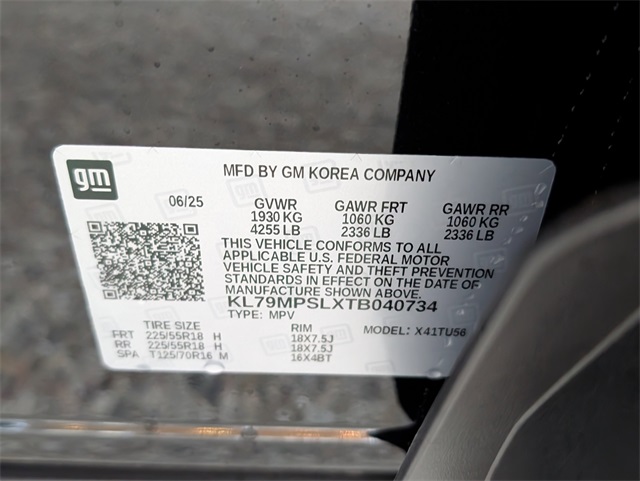 gm
MFD BY GM KOREA COMPANY
06/25 GVWR GAWR FRT GAWR RR
1930 KG 1060 KG 1060 KG
4255 LB 2336 LB 2336 LB
THIS VEHICLE CONFORMS TO ALL
APPLICABLE U.S. FEDERAL MOTOR
VEHICLE SAFETY AND THEFT PREVENTION
STANDARDS IN EFFECT ON THE DATE OF
MANUFACTURE SHOWN ABOVE.
KL79MPSLXTB040734
TYPE: MPV
TIRE SIZE RIM MODEL: X41TU56
FRT 225/55R18 H 18X7.5J
RR 225/55R18 H 18X7.5J
SPA T125/70R16 M 16X4BT